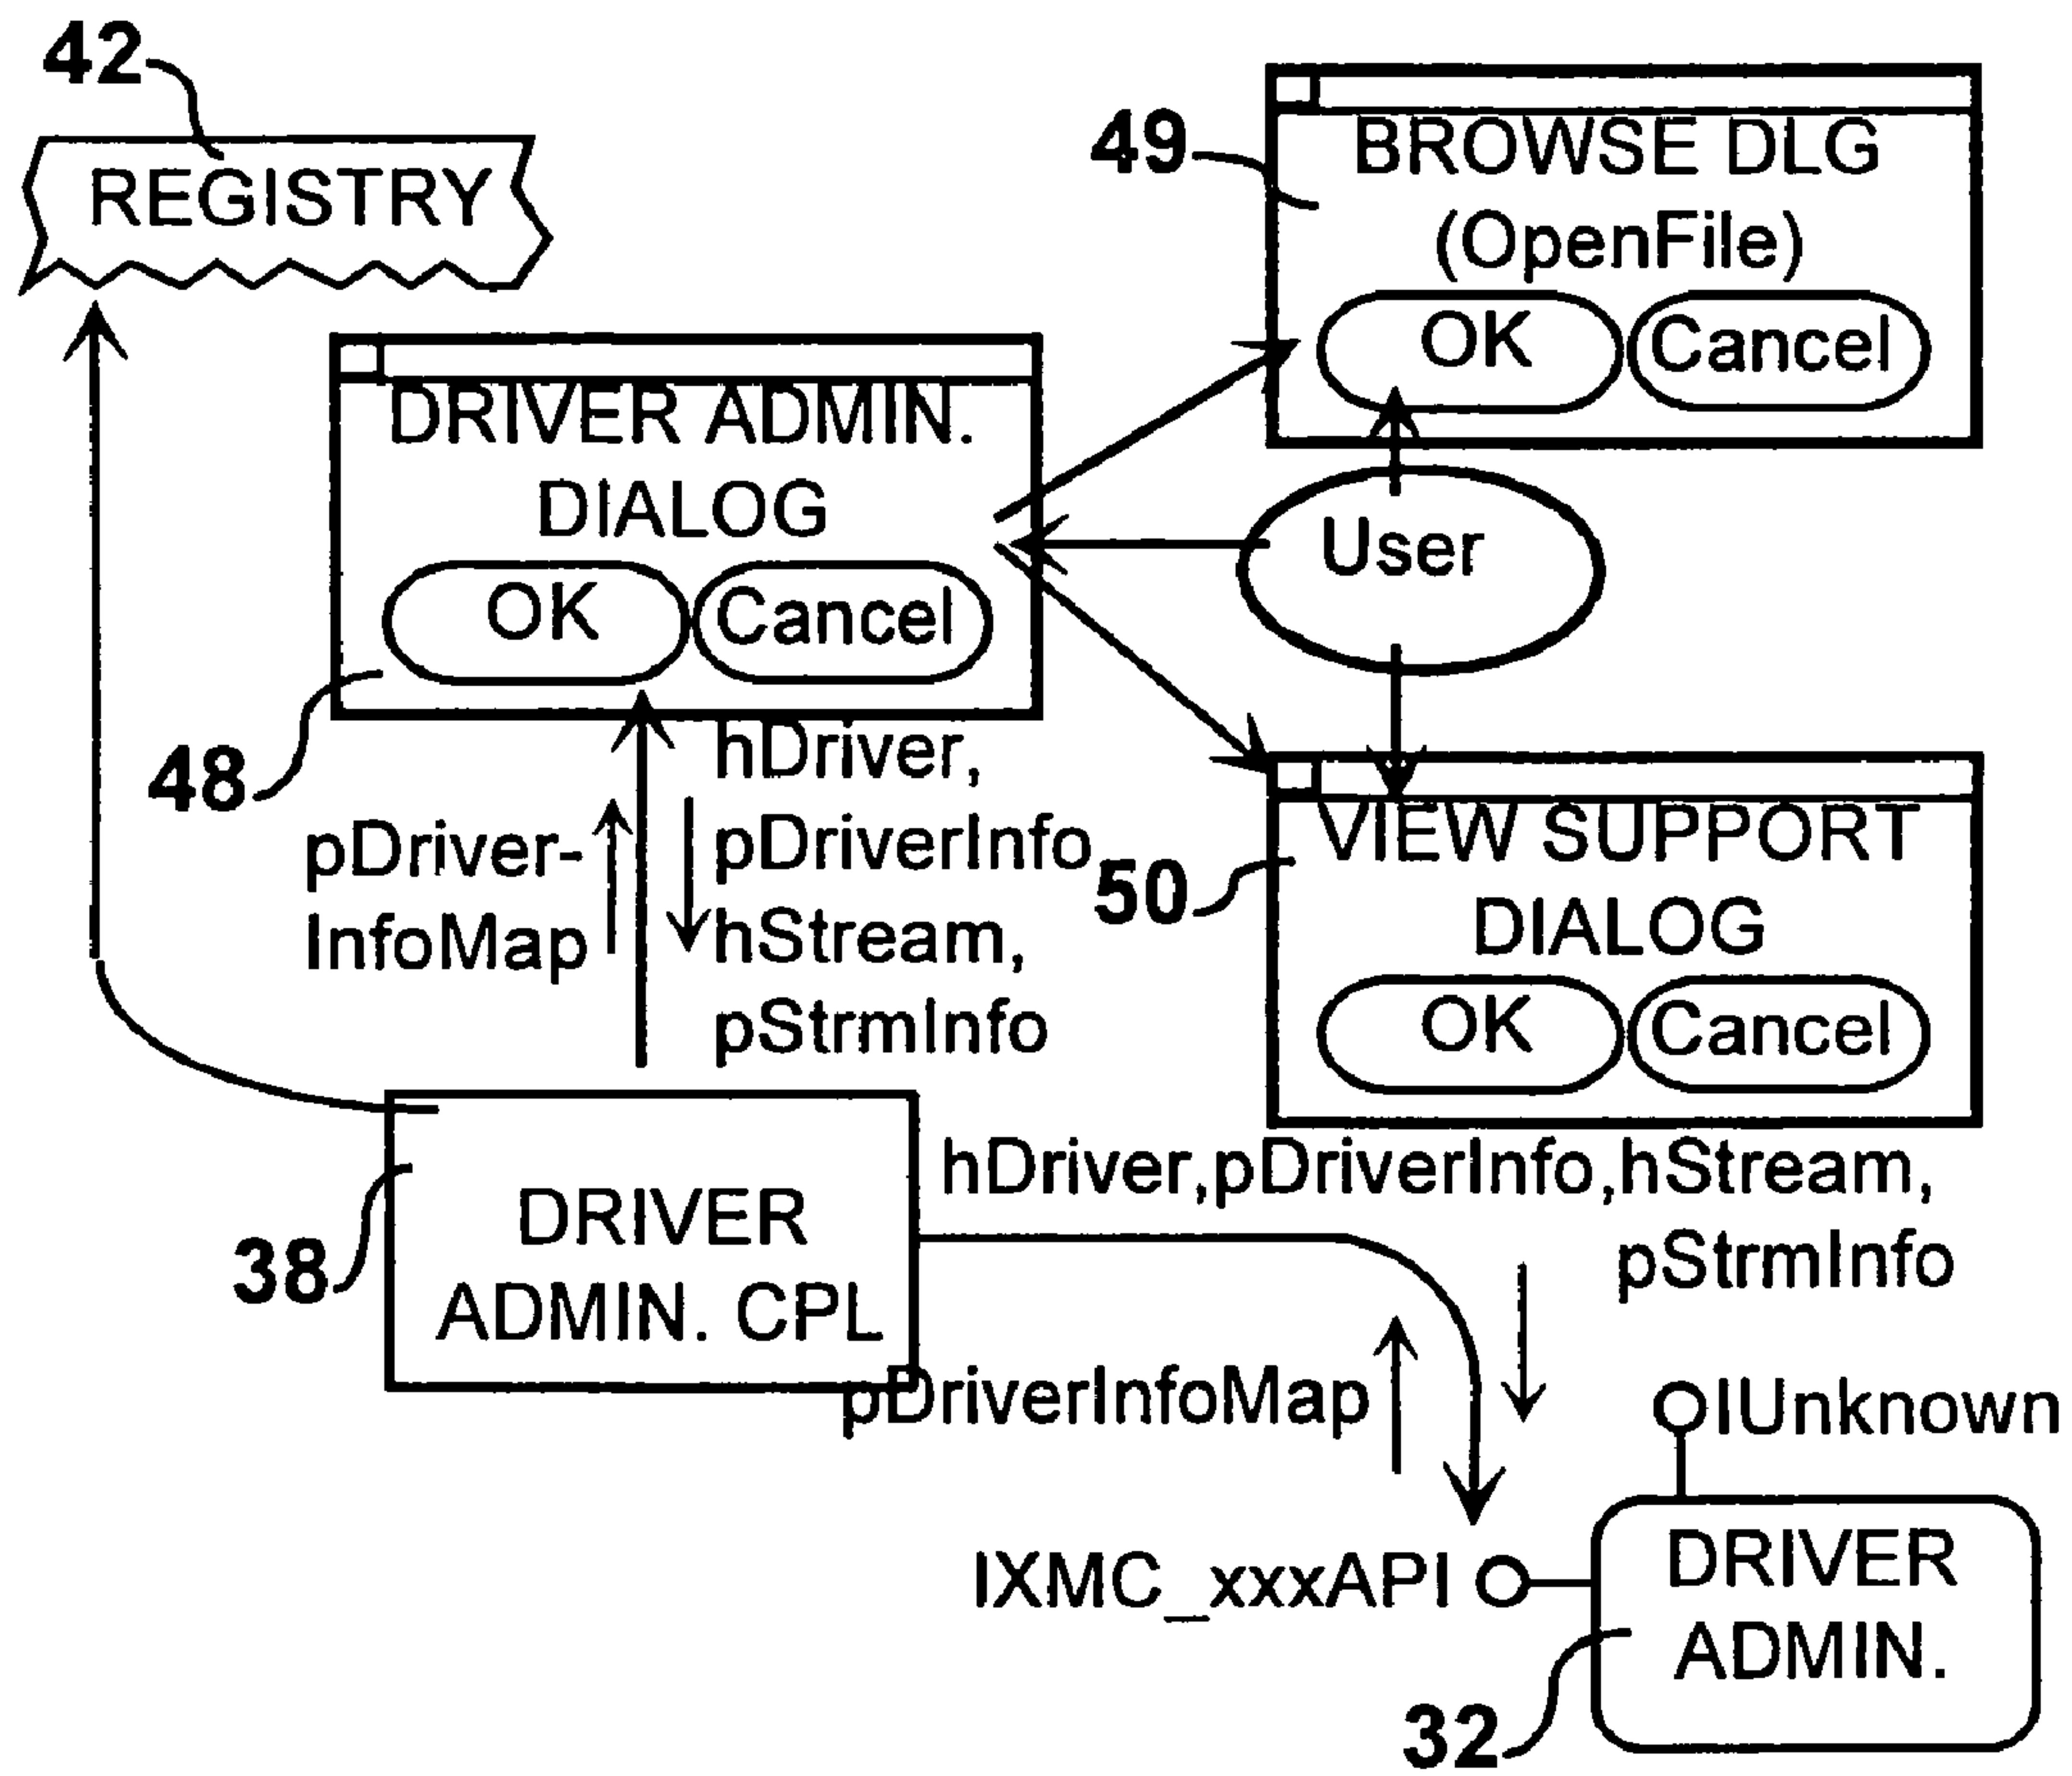 42
REGISTRY
49
BROWSE DLG
(OpenFile)
OK
Cancel
DRIVER ADMIN.
DIALOG
OK
Cancel
User
48
hDriver,
pDriverInfo
hStream,
pStrmInfo
pDriver-
InfoMap
50
VIEW SUPPORT
DIALOG
OK
Cancel
38
DRIVER
ADMIN. CPL
hDriver,pDriverInfo,hStream,
pStrmInfo
pDriverInfoMap
IUnknown
IXMC_xxxAPI
DRIVER
ADMIN.
32